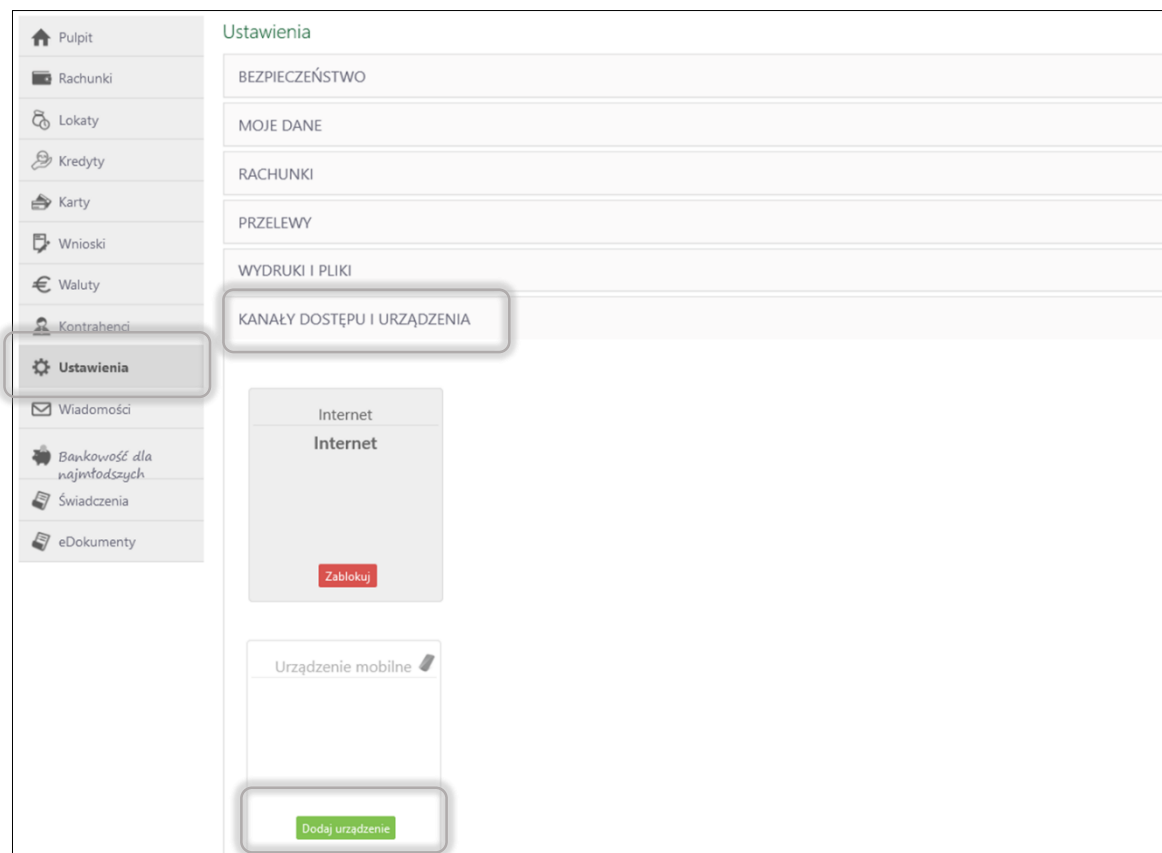 Pulpit
Rachunki
Lokaty
Kredyty
Karty
Wnioski
Waluty
Kontrahenci
Ustawienia
Wiadomości
Bankowość dla
najmłodszych
Świadczenia
eDokumenty
Ustawienia
BEZPIECZEŃSTWO
MOJE DANE
RACHUNKI
PRZELEWY
WYDRUKI I PLIKI
KANAŁY DOSTĘPU I URZĄDZENIA
Internet
Internet
Zablokuj
Urządzenie mobilne
Dodaj urządzenie